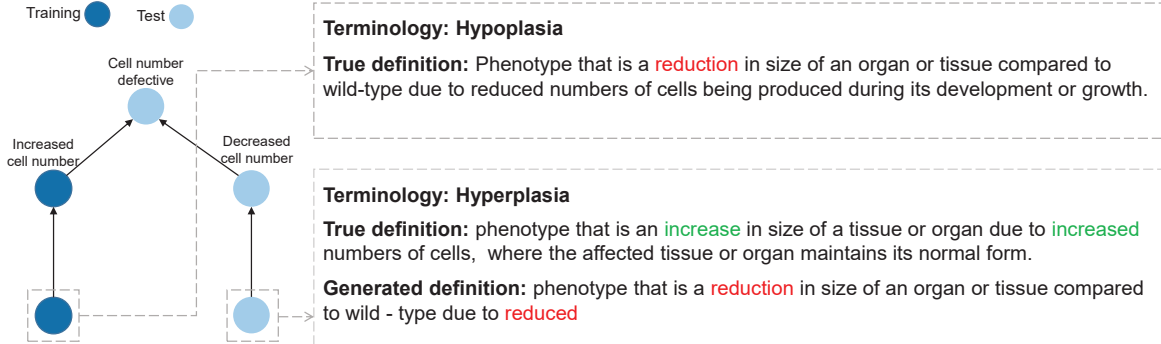 Training
Test
Cell number
defective
Increased
cell number
Decreased
cell number
Terminology: Hypoplasia
True definition: Phenotype that is a reduction in size of an organ or tissue compared to
wild-type due to reduced numbers of cells being produced during its development or growth.
Terminology: Hyperplasia
True definition: phenotype that is an increase in size of a tissue or organ due to increased
numbers of cells, where the affected tissue or organ maintains its normal form.
Generated definition: phenotype that is a reduction in size of an organ or tissue compared
to wild - type due to reduced